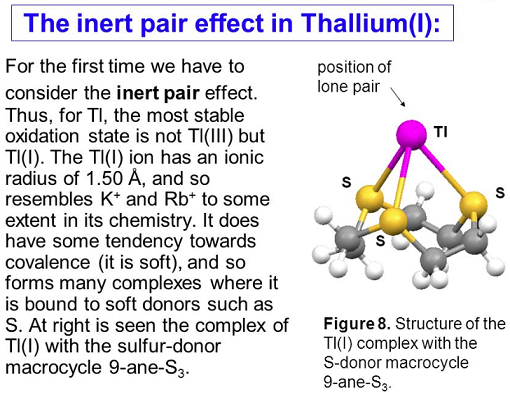 The inert pair effect in Thallium(I):
For the first time we have to
consider the inert pair effect.
Thus, for Tl, the most stable
oxidation state is not Tl(III) but
Tl(I). The Tl(I) ion has an ionic
radius of 1.50 Å, and so
resembles K⁺ and Rb⁺ to some
extent in its chemistry. It does
have some tendency towards
covalence (it is soft), and so
forms many complexes where it
is bound to soft donors such as
S. At right is seen the complex of
Tl(I) with the sulfur-donor
macrocycle 9-ane-S₃.
position of
lone pair
Tl
S
S
S
Figure 8. Structure of the
Tl(I) complex with the
S-donor macrocycle
9-ane-S₃.